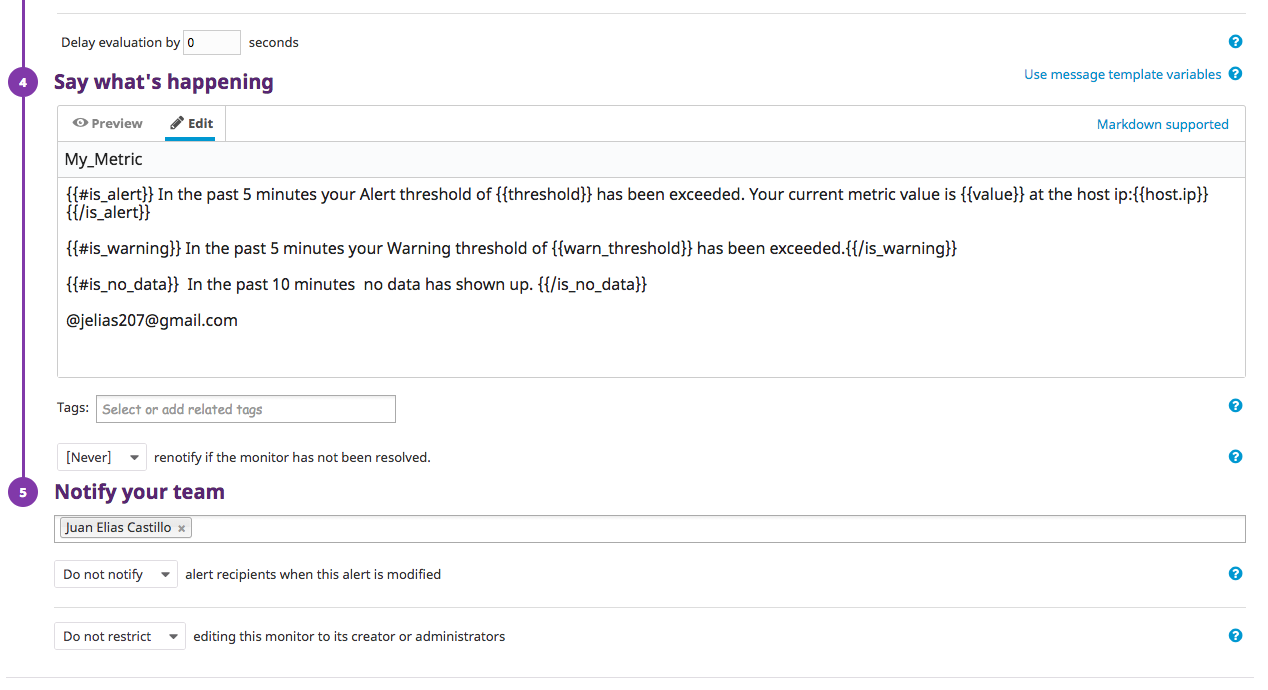 Delay evaluation by 0 seconds
4 Say what's happening
Use message template variables
Preview Edit Markdown supported
My_Metric
{{#is_alert}} In the past 5 minutes your Alert threshold of {{threshold}} has been exceeded. Your current metric value is {{value}} at the host ip:{{host.ip}}
{{/is_alert}}
{{#is_warning}} In the past 5 minutes your Warning threshold of {{warn_threshold}} has been exceeded.{{/is_warning}}
{{#is_no_data}}  In the past 10 minutes  no data has shown up. {{/is_no_data}}
@jelias207@gmail.com
Tags: Select or add related tags
[Never] renotify if the monitor has not been resolved.
5 Notify your team
Juan Elias Castillo ×
Do not notify alert recipients when this alert is modified
Do not restrict editing this monitor to its creator or administrators